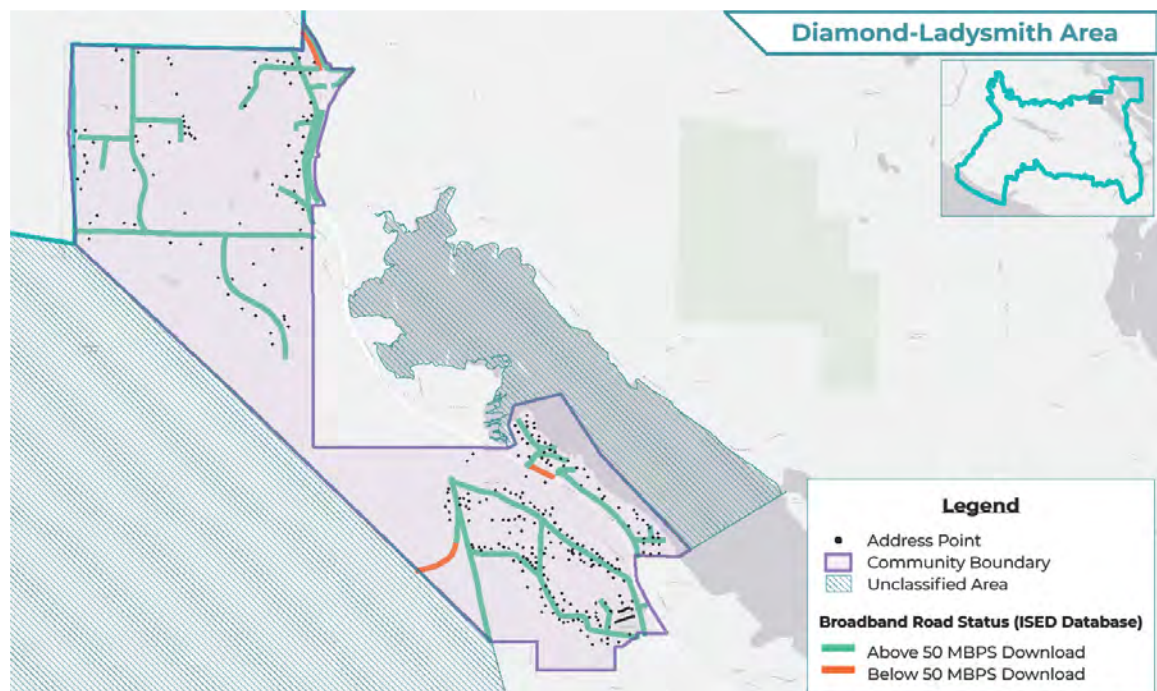 Diamond-Ladysmith Area
Legend
Address Point
Community Boundary
Unclassified Area
Broadband Road Status (ISED Database)
Above 50 MBPS Download
Below 50 MBPS Download